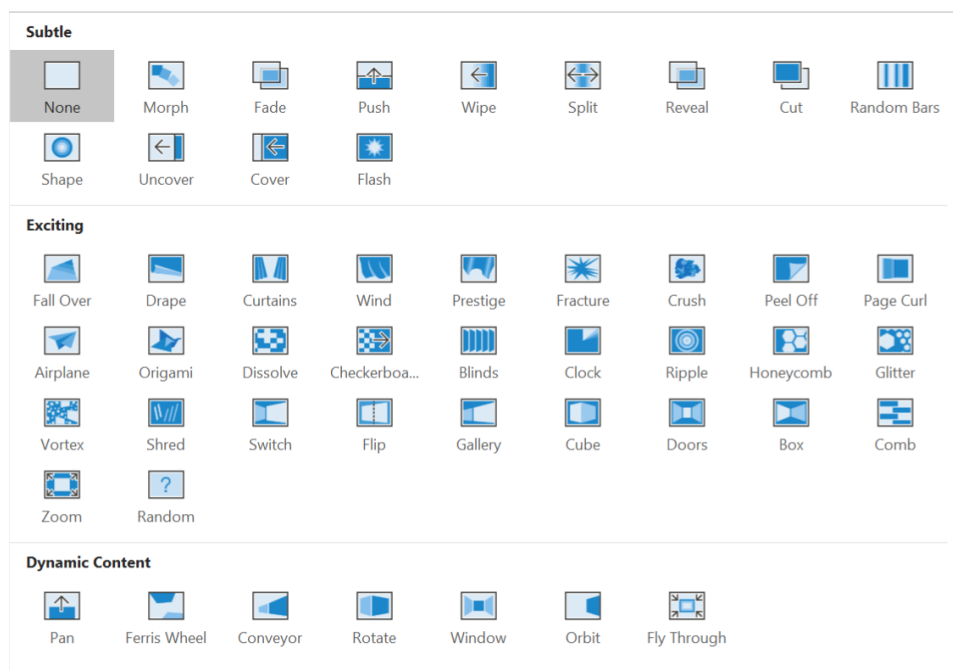 Subtle
None Morph Fade Push Wipe Split Reveal Cut Random Bars
Shape Uncover Cover Flash
Exciting
Fall Over Drape Curtains Wind Prestige Fracture Crush Peel Off Page Curl
Airplane Origami Dissolve Checkerboa... Blinds Clock Ripple Honeycomb Glitter
Vortex Shred Switch Flip Gallery Cube Doors Box Comb
?
Zoom Random
Dynamic Content
Pan Ferris Wheel Conveyor Rotate Window Orbit Fly Through